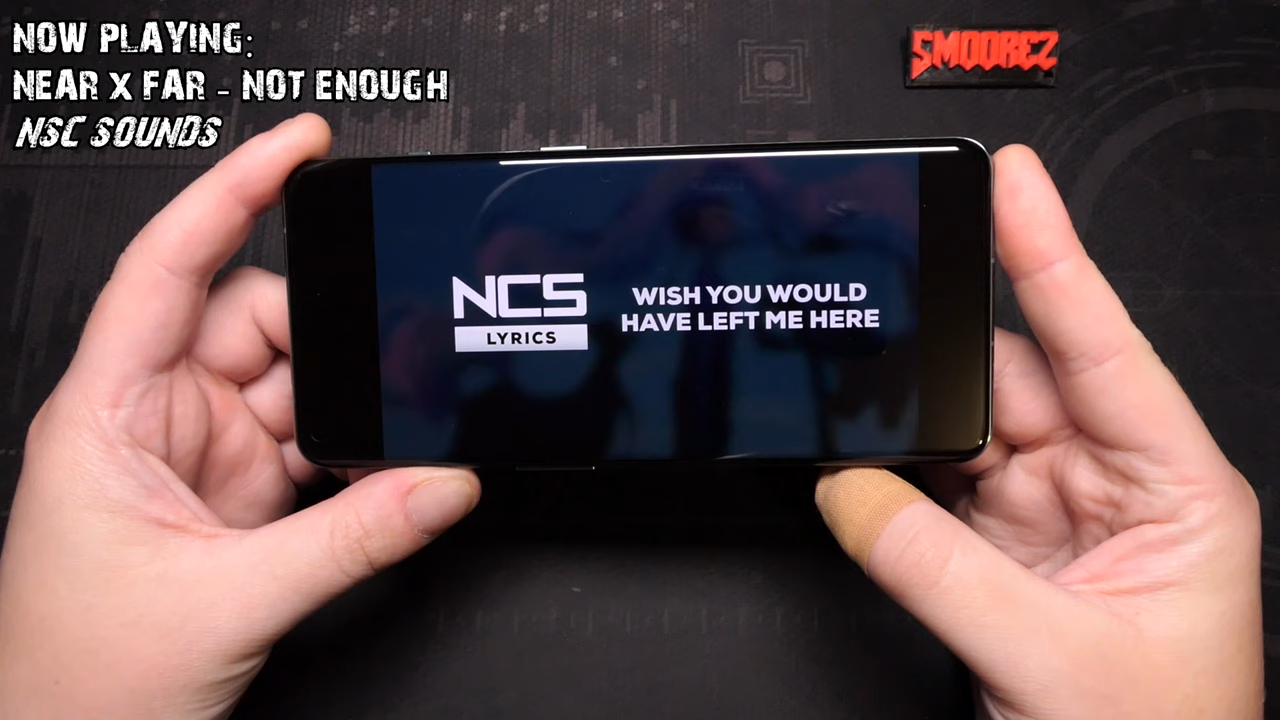 NOW PLAYING:
NEAR X FAR - NOT ENOUGH
NSC SOUNDS
SMOOREZ
NCS
LYRICS
WISH YOU WOULD
HAVE LEFT ME HERE